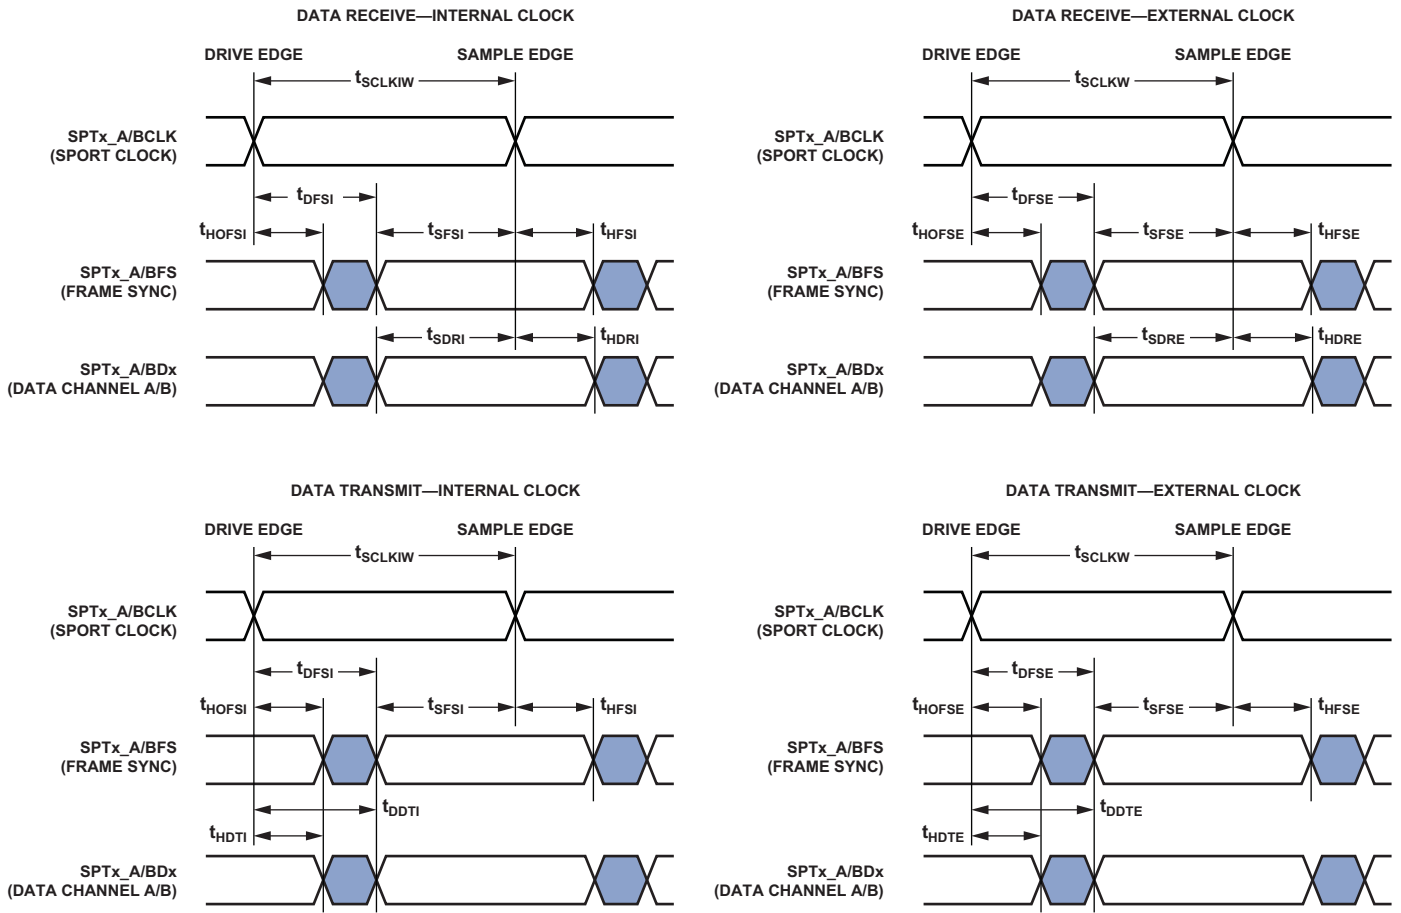 DATA RECEIVE—INTERNAL CLOCK
DRIVE EDGE
SAMPLE EDGE
tSCLKIW
SPTx_A/BCLK
(SPORT CLOCK)
tDFSI
tHOFSI
tSFSI
tHFSI
SPTx_A/BFS
(FRAME SYNC)
tSDRI
tHDRI
SPTx_A/BDx
(DATA CHANNEL A/B)
DATA RECEIVE—EXTERNAL CLOCK
DRIVE EDGE
SAMPLE EDGE
tSCLKW
SPTx_A/BCLK
(SPORT CLOCK)
tDFSE
tHOFSE
tSFSE
tHFSE
SPTx_A/BFS
(FRAME SYNC)
tSDRE
tHDRE
SPTx_A/BDx
(DATA CHANNEL A/B)
DATA TRANSMIT—INTERNAL CLOCK
DRIVE EDGE
SAMPLE EDGE
tSCLKIW
SPTx_A/BCLK
(SPORT CLOCK)
tDFSI
tHOFSI
tSFSI
tHFSI
SPTx_A/BFS
(FRAME SYNC)
tDDTI
tHDTI
SPTx_A/BDx
(DATA CHANNEL A/B)
DATA TRANSMIT—EXTERNAL CLOCK
DRIVE EDGE
SAMPLE EDGE
tSCLKW
SPTx_A/BCLK
(SPORT CLOCK)
tDFSE
tHOFSE
tSFSE
tHFSE
SPTx_A/BFS
(FRAME SYNC)
tDDTE
tHDTE
SPTx_A/BDx
(DATA CHANNEL A/B)